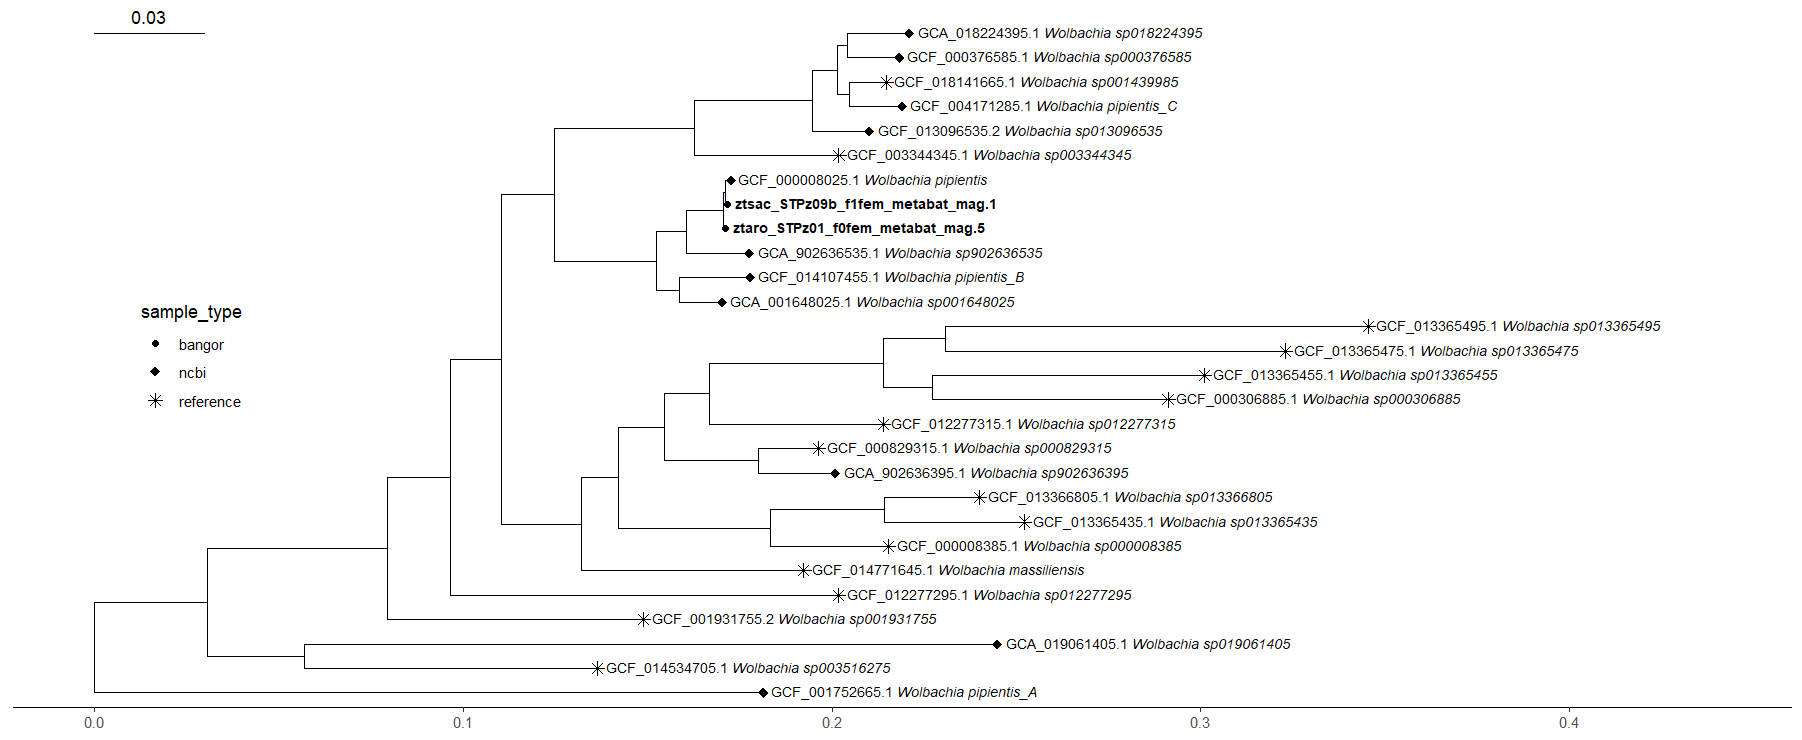 0.03
GCA_018224395.1 Wolbachia sp018224395
GCF_000376585.1 Wolbachia sp000376585
GCF_018141665.1 Wolbachia sp001439985
GCF_004171285.1 Wolbachia pipientis_C
GCF_013096535.2 Wolbachia sp013096535
GCF_003344345.1 Wolbachia sp003344345
GCF_000008025.1 Wolbachia pipientis
ztsac_STPz09b_f1fem_metabat_mag.1
ztaro_STPz01_f0fem_metabat_mag.5
GCA_902636535.1 Wolbachia sp902636535
GCF_014107455.1 Wolbachia pipientis_B
GCA_001648025.1 Wolbachia sp001648025
sample_type
bangor
ncbi
reference
GCF_013365495.1 Wolbachia sp013365495
GCF_013365475.1 Wolbachia sp013365475
GCF_013365455.1 Wolbachia sp013365455
GCF_000306885.1 Wolbachia sp000306885
GCF_012277315.1 Wolbachia sp012277315
GCF_000829315.1 Wolbachia sp000829315
GCA_902636395.1 Wolbachia sp902636395
GCF_013366805.1 Wolbachia sp013366805
GCF_013365435.1 Wolbachia sp013365435
GCF_000008385.1 Wolbachia sp000008385
GCF_014771645.1 Wolbachia massiliensis
GCF_012277295.1 Wolbachia sp012277295
GCF_001931755.2 Wolbachia sp001931755
GCA_019061405.1 Wolbachia sp019061405
GCF_014534705.1 Wolbachia sp003516275
GCF_001752665.1 Wolbachia pipientis_A
0.0 0.1 0.2 0.3 0.4